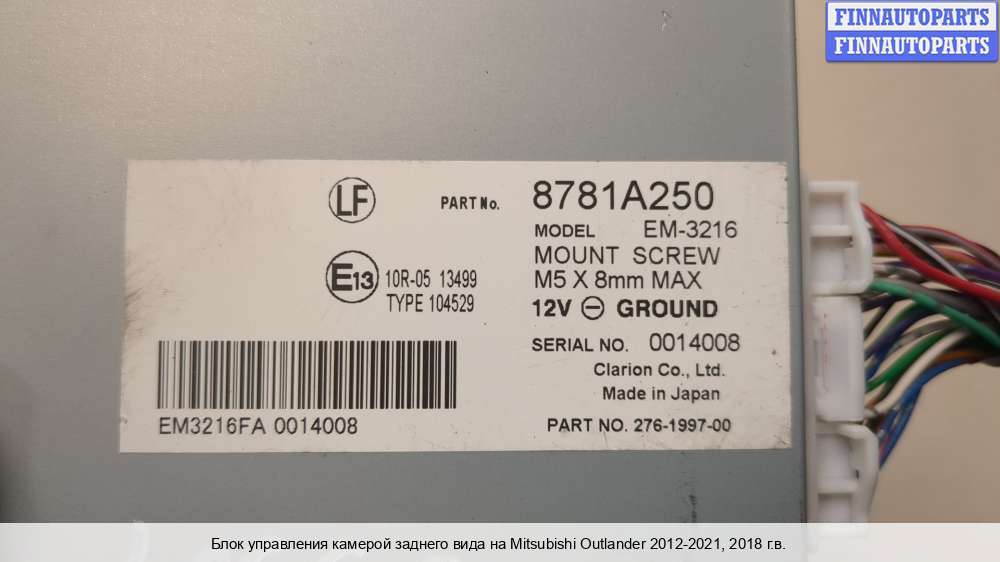 FINNAUTOPARTS
FINNAUTOPARTS
LF
PART No. 8781A250
MODEL EM-3216
MOUNT SCREW
M5 X 8mm MAX
E13 10R-05 13499
TYPE 104529
12V ⊖ GROUND
SERIAL NO. 0014008
Clarion Co., Ltd.
Made in Japan
EM3216FA 0014008
PART NO. 276-1997-00
Блок управления камерой заднего вида на Mitsubishi Outlander 2012-2021, 2018 г.в.